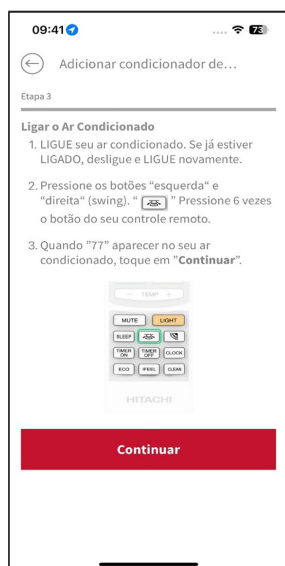 09:41
73
Adicionar condicionador de...
Etapa 3
Ligar o Ar Condicionado
1. LIGUE seu ar condicionado. Se já estiver
LIGADO, desligue e LIGUE novamente.
2. Pressione os botões “esquerda“ e
“direita“ (swing). “ ” Pressione 6 vezes
o botão do seu controle remoto.
3. Quando ”77” aparecer no seu ar
condicionado, toque em ”Continuar”.
− TEMP +
MUTE LIGHT
SLEEP
TIMER ON TIMER OFF CLOCK
ECO IFEEL CLEAN
HITACHI
Continuar